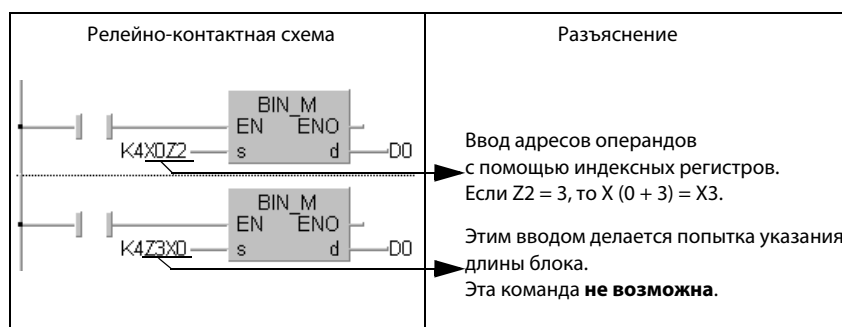 Релейно-контактная схема
Разъяснение
BIN_M
EN ENO
K4X0Z2 s d D0
Ввод адресов операндов
с помощью индексных регистров.
Если Z2 = 3, то X (0 + 3) = X3.
BIN_M
EN ENO
K4Z3X0 s d D0
Этим вводом делается попытка указания
длины блока.
Эта команда не возможна.